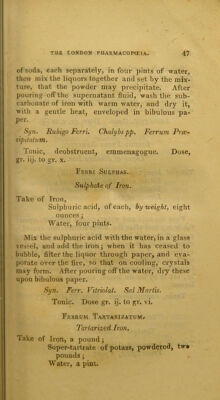 THE LONDON PHARMACOPŒIA. 47
of soda, each separately, in four pints of water,
then mix the liquors together and set by the mix-
ture, that the powder may precipitate. After
pouring off the supernatant fluid, wash the sub-
carbonate of iron with warm water, and dry it,
with a gentle heat, enveloped in bibulous pa-
per.
Syn. Rubigo Ferri. Chalybs pp. Ferrum Præ-
cipitatum.
Tonic, deobstruent, emmenagogue. Dose,
gr. iij. to gr. x.
FERRI SULPHAS.
Sulphate of Iron.
Take of Iron,
Sulphuric acid, of each, by weight, eight
ounces;
Water, four pints.
Mix the sulphuric acid with the water, in a glass
vessel, and add the iron; when it has ceased to
bubble, filter the liquor through paper, and eva-
porate over the fire, so that on cooling, crystals
may form. After pouring off the water, dry these
upon bibulous paper.
Syn. Ferr. Vitriolat. Sal Martis.
Tonic. Dose gr. ij. to gr. vi.
FERRUM TARTARIZATUM.
Tartarized Iron.
Take of Iron, a pound;
Super-tartrate of potass, powdered, two
pounds;
Water, a pint.